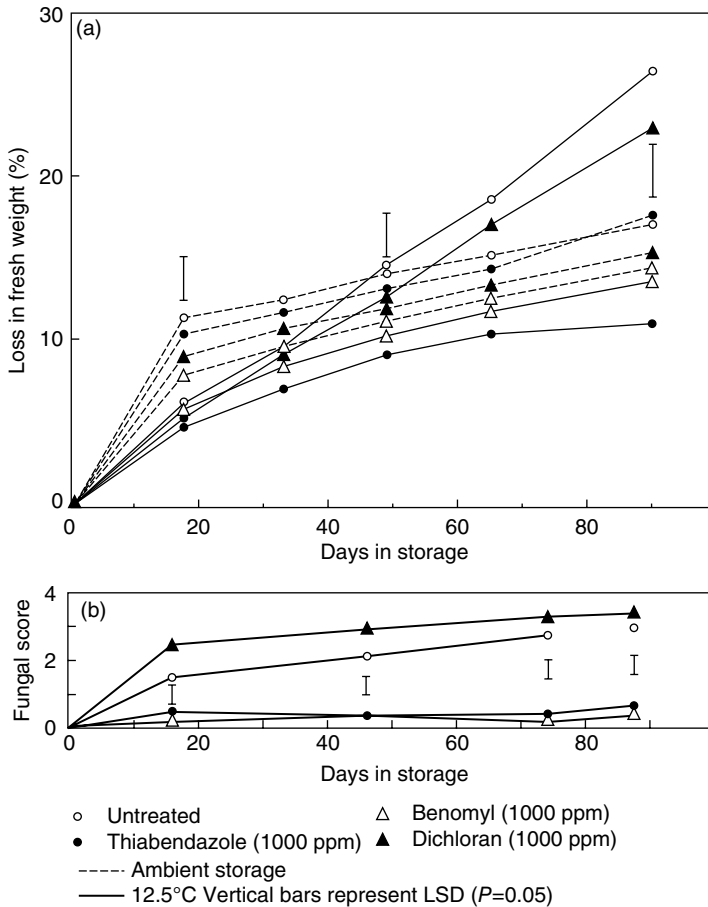 (a)
30
20
10
0
Loss in fresh weight (%)
0 20 40 60 80
Days in storage
(b)
4
2
0
Fungal score
0 20 40 60 80
Days in storage
Untreated
Benomyl (1000 ppm)
Thiabendazole (1000 ppm)
Dichloran (1000 ppm)
Ambient storage
12.5°C Vertical bars represent LSD (P=0.05)